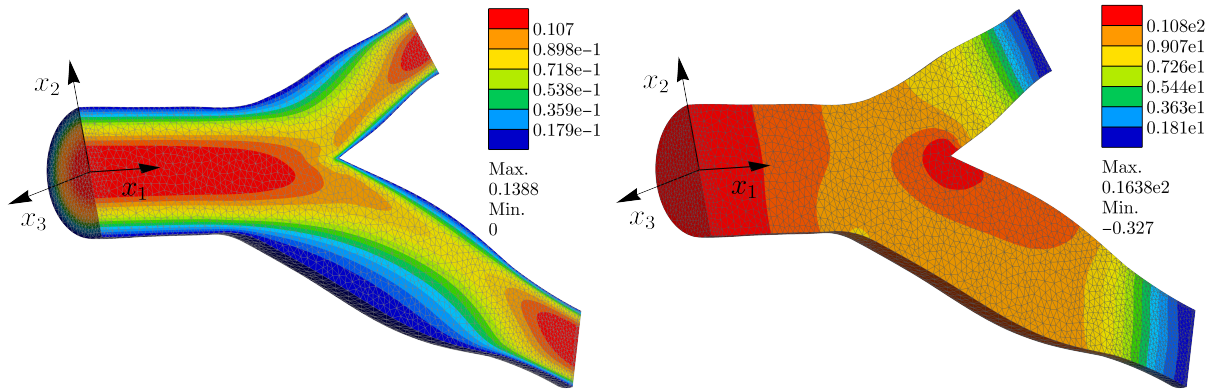 x₂
x₁
x₃
0.107
0.898e−1
0.718e−1
0.538e−1
0.359e−1
0.179e−1
Max.
0.1388
Min.
0
x₂
x₁
x₃
0.108e2
0.907e1
0.726e1
0.544e1
0.363e1
0.181e1
Max.
0.1638e2
Min.
−0.327